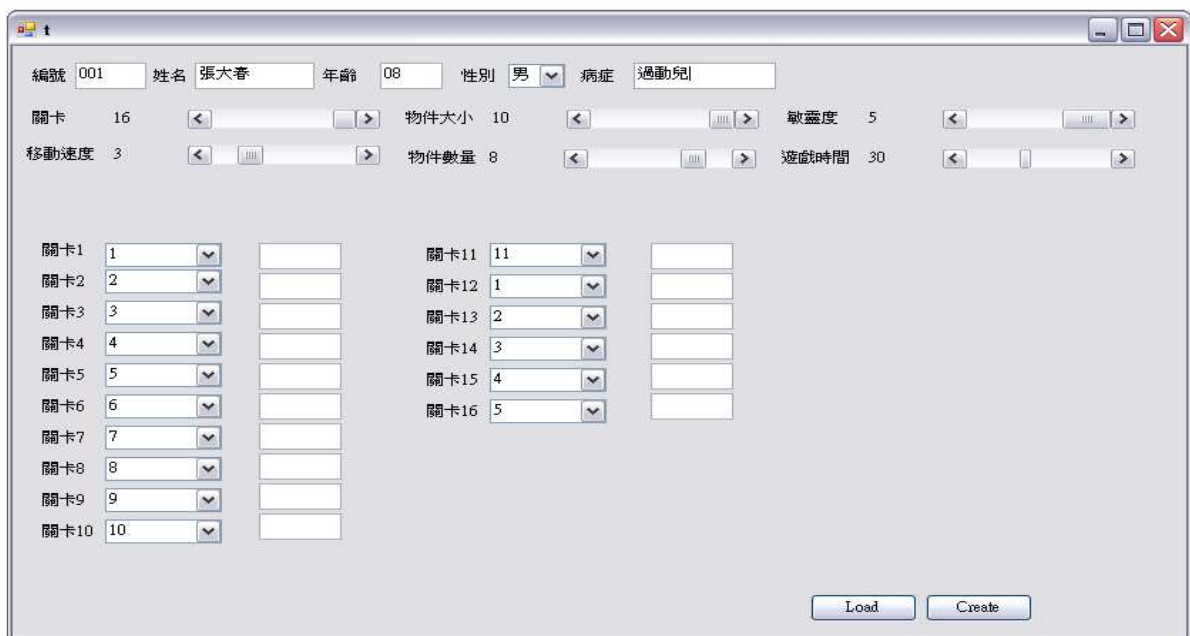 t
編號 001 姓名 張大春 年齡 08 性別 男 病症 過動兒
關卡 16 物件大小 10 敏靈度 5
移動速度 3 物件數量 8 遊戲時間 30
關卡1 1
關卡2 2
關卡3 3
關卡4 4
關卡5 5
關卡6 6
關卡7 7
關卡8 8
關卡9 9
關卡10 10
關卡11 11
關卡12 1
關卡13 2
關卡14 3
關卡15 4
關卡16 5
Load Create